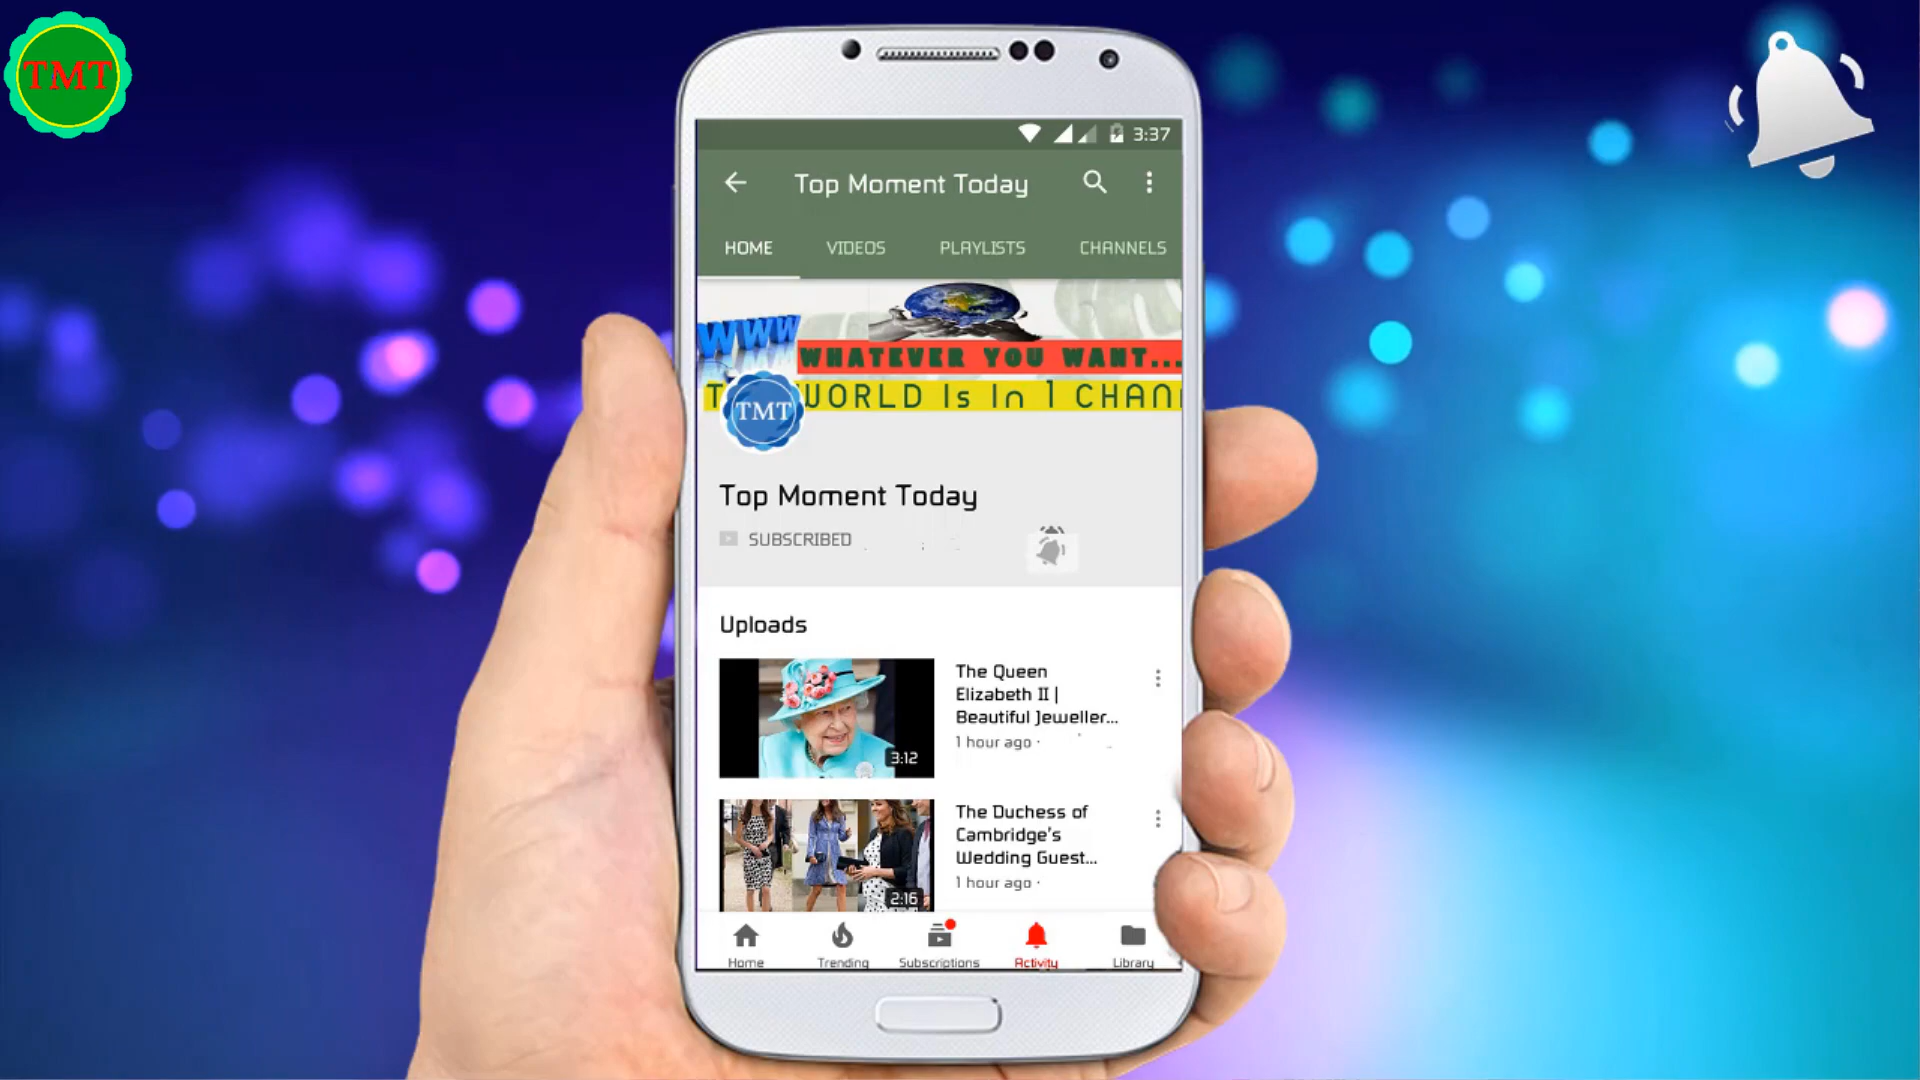 TMT
3:37
Top Moment Today
HOME VIDEOS PLAYLISTS CHANNELS
WWW
WHATEVER YOU WANT...
WORLD Is In 1 CHAN
TMT
Top Moment Today
SUBSCRIBED
Uploads
The Queen
Elizabeth II |
Beautiful Jeweller...
1 hour ago ·
3:12
The Duchess of
Cambridge's
Wedding Guest...
1 hour ago ·
2:16
Home Trending Subscriptions Activity Library